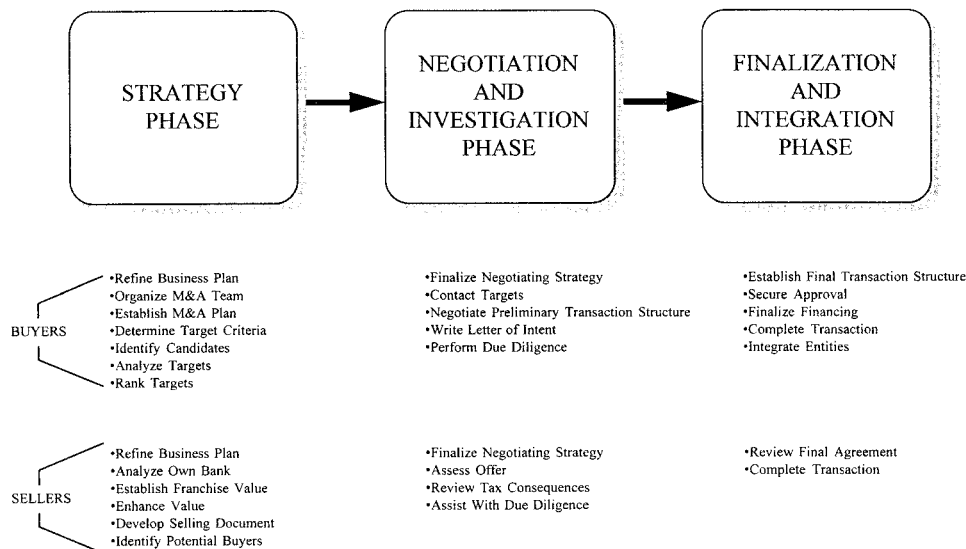 STRATEGY
PHASE
NEGOTIATION
AND
INVESTIGATION
PHASE
FINALIZATION
AND
INTEGRATION
PHASE
BUYERS
•Refine Business Plan
•Organize M&A Team
•Establish M&A Plan
•Determine Target Criteria
•Identify Candidates
•Analyze Targets
•Rank Targets
•Finalize Negotiating Strategy
•Contact Targets
•Negotiate Preliminary Transaction Structure
•Write Letter of Intent
•Perform Due Diligence
•Establish Final Transaction Structure
•Secure Approval
•Finalize Financing
•Complete Transaction
•Integrate Entities
SELLERS
•Refine Business Plan
•Analyze Own Bank
•Establish Franchise Value
•Enhance Value
•Develop Selling Document
•Identify Potential Buyers
•Finalize Negotiating Strategy
•Assess Offer
•Review Tax Consequences
•Assist With Due Diligence
•Review Final Agreement
•Complete Transaction